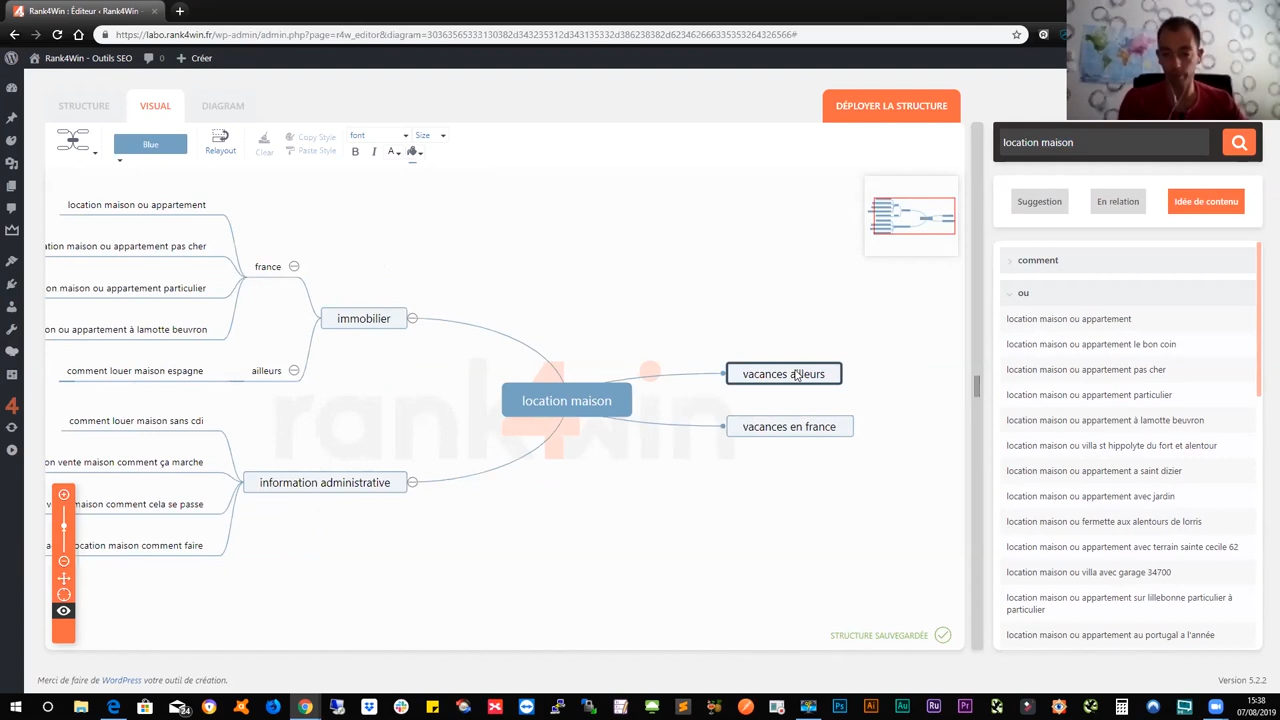 Rank4Win : Éditeur ‹ Rank4Win -
https://labo.rank4win.fr/wp-admin/admin.php?page=r4w_editor&diagram=
Rank4Win - Outils SEO
0
Créer
STRUCTURE
VISUAL
DIAGRAM
DÉPLOYER LA STRUCTURE
Blue
Relayout
Clear
Copy Style
Paste Style
font
Size
B
I
A
location maison ou appartement
tion maison ou appartement pas cher
on maison ou appartement particulier
on ou appartement à lamotte beuvron
france
comment louer maison espagne
ailleurs
immobilier
comment louer maison sans cdi
on vente maison comment ça marche
maison comment cela se passe
location maison comment faire
information administrative
location maison
vacances ailleurs
vacances en france
rank4win
STRUCTURE SAUVEGARDÉE
location maison
Suggestion
En relation
Idée de contenu
comment
ou
location maison ou appartement
location maison ou appartement le bon coin
location maison ou appartement pas cher
location maison ou appartement particulier
location maison ou appartement à lamotte beuvron
location maison ou villa st hippolyte du fort et alentour
location maison ou appartement a saint dizier
location maison ou appartement avec jardin
location maison ou fermette aux alentours de lorris
location maison ou appartement avec terrain sainte cecile 62
location maison ou villa avec garage 34700
location maison ou appartement sur lillebonne particulier à
particulier
location maison ou appartement au portugal a l'année
Merci de faire de WordPress votre outil de création.
Version 5.2.2
24
Ps
Ai
Au
Ru
Pr
15:38
07/08/2019